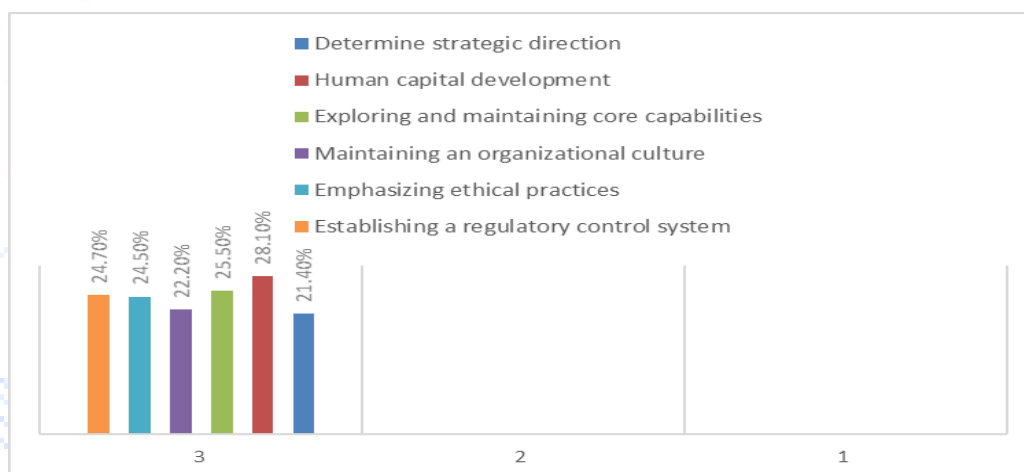 Determine strategic direction
Human capital development
Exploring and maintaining core capabilities
Maintaining an organizational culture
Emphasizing ethical practices
Establishing a regulatory control system
24.70%
24.50%
22.20%
25.50%
28.10%
21.40%
3
2
1